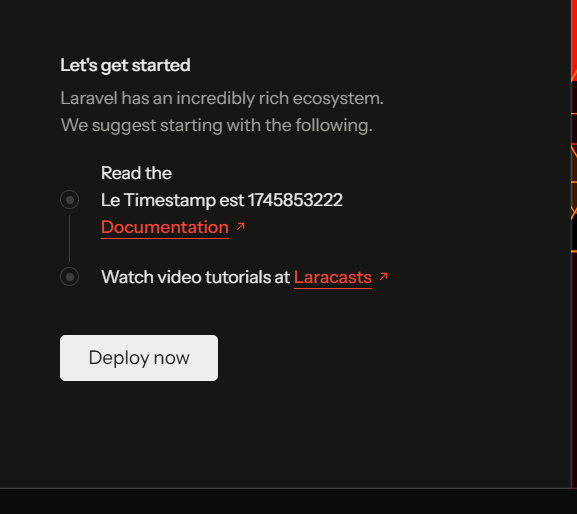 Let's get started
Laravel has an incredibly rich ecosystem.
We suggest starting with the following.
Read the
Le Timestamp est 1745853222
Documentation ↗
Watch video tutorials at Laracasts ↗
Deploy now